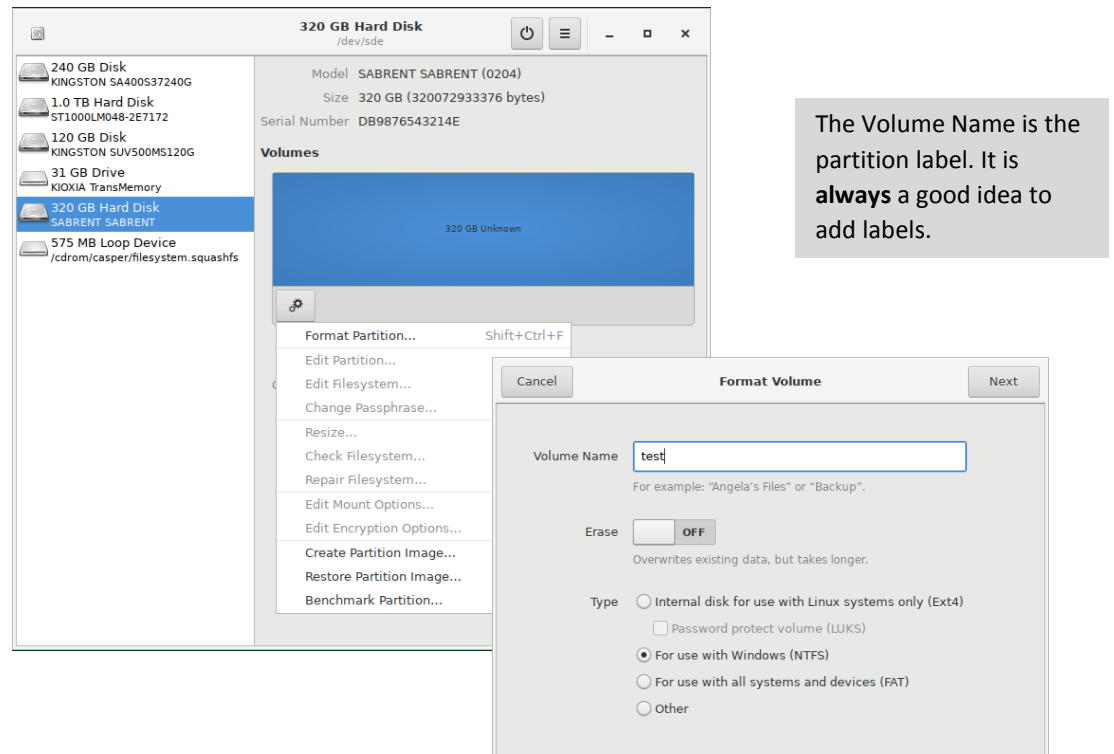 320 GB Hard Disk
/dev/sde
240 GB Disk
KINGSTON SA400S37240G
1.0 TB Hard Disk
ST1000LM048-2E7172
120 GB Disk
KINGSTON SUV500MS120G
31 GB Drive
KIOXIA TransMemory
320 GB Hard Disk
SABRENT SABRENT
575 MB Loop Device
/cdrom/casper/filesystem.squashfs
Model SABRENT SABRENT (0204)
Size 320 GB (320072933376 bytes)
Serial Number DB9876543214E
Volumes
320 GB Unknown
Format Partition... Shift+Ctrl+F
Edit Partition...
Edit Filesystem...
Change Passphrase...
Resize...
Check Filesystem...
Repair Filesystem...
Edit Mount Options...
Edit Encryption Options...
Create Partition Image...
Restore Partition Image...
Benchmark Partition...
The Volume Name is the
partition label. It is
always a good idea to
add labels.
Cancel Format Volume Next
Volume Name test
For example: “Angela’s Files” or “Backup”.
Erase OFF
Overwrites existing data, but takes longer.
Type Internal disk for use with Linux systems only (Ext4)
Password protect volume (LUKS)
For use with Windows (NTFS)
For use with all systems and devices (FAT)
Other